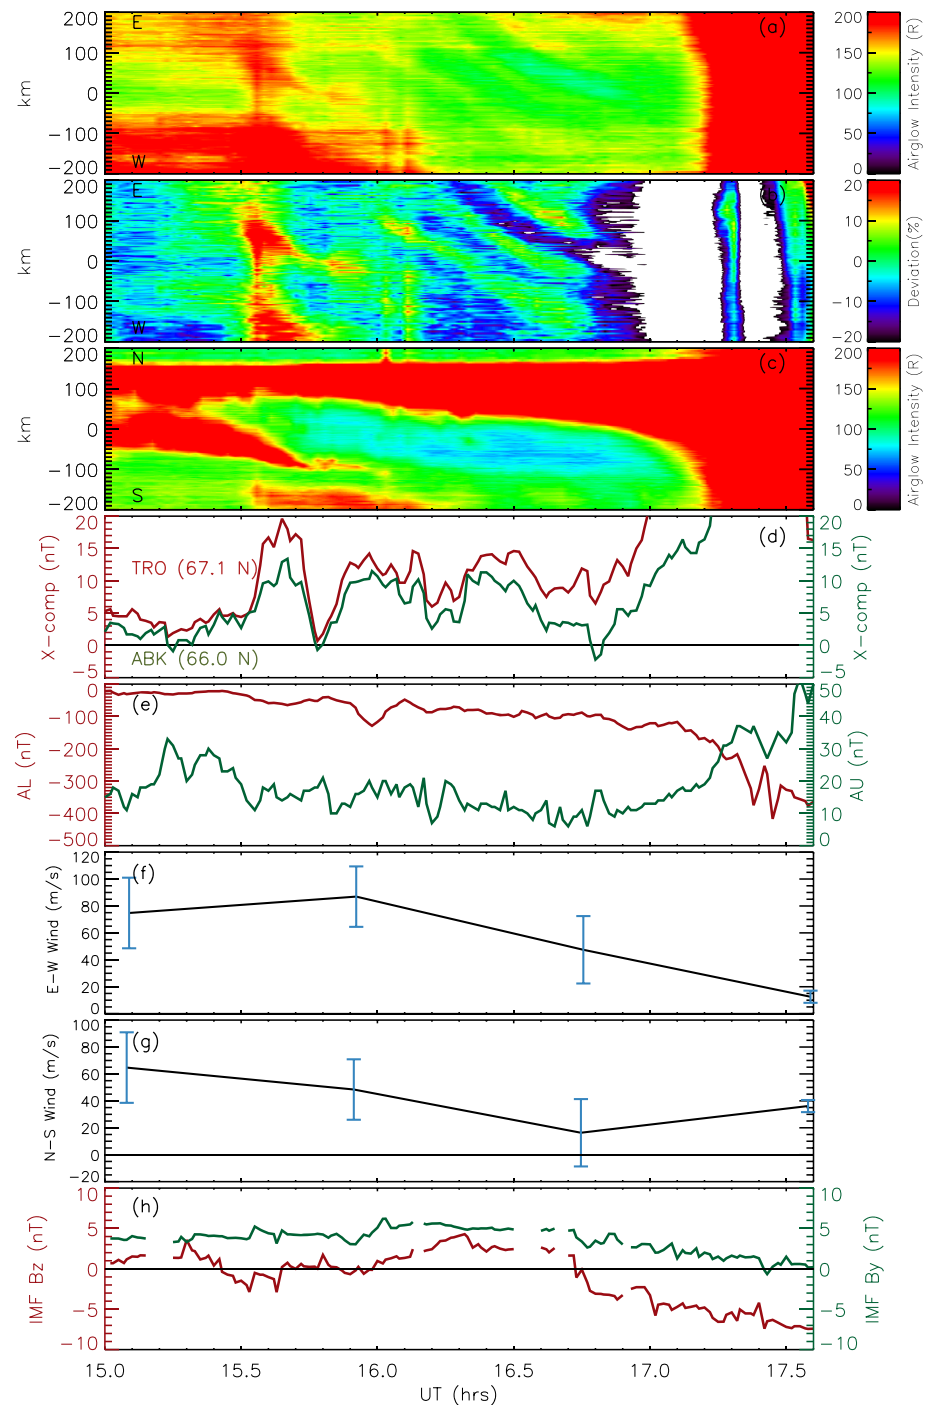 E
(a)
W
200
100
0
−100
−200
km
200
150
100
50
0
Airglow Intensity (R)
E
(b)
W
200
100
0
−100
−200
km
20
10
0
−10
−20
Deviation(%)
N
(c)
S
200
100
0
−100
−200
km
200
150
100
50
0
Airglow Intensity (R)
20
15
10
5
0
−5
X−comp (nT)
TRO (67.1 N)
ABK (66.0 N)
(d)
20
15
10
5
0
−5
X−comp (nT)
0
−100
−200
−300
−400
−500
AL (nT)
(e)
50
40
30
20
10
0
AU (nT)
120
100
80
60
40
20
0
E−W Wind (m/s)
(f)
100
80
60
40
20
0
−20
N−S Wind (m/s)
(g)
10
5
0
−5
−10
IMF Bz (nT)
(h)
10
5
0
−5
−10
IMF By (nT)
15.0 15.5 16.0 16.5 17.0 17.5
UT (hrs)